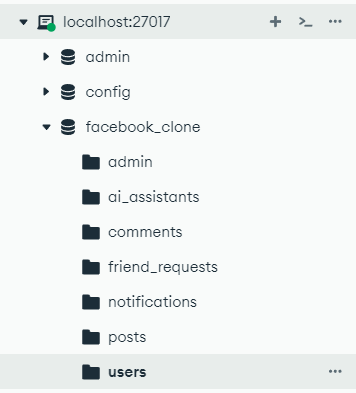 localhost:27017
admin
config
facebook_clone
admin
ai_assistants
comments
friend_requests
notifications
posts
users